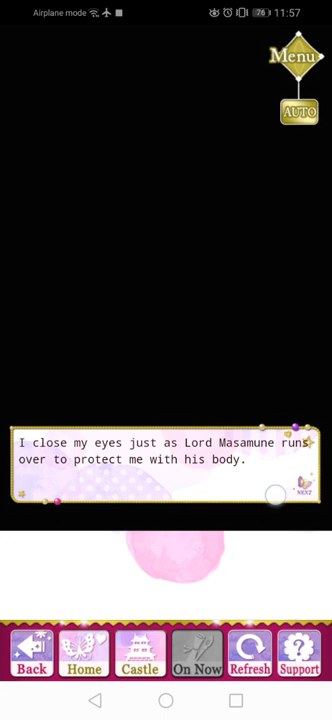 Airplane mode
76
11:57
Menu
AUTO
I close my eyes just as Lord Masamune runs
over to protect me with his body.
NEXT
Back
Home
Castle
On Now
Refresh
Support